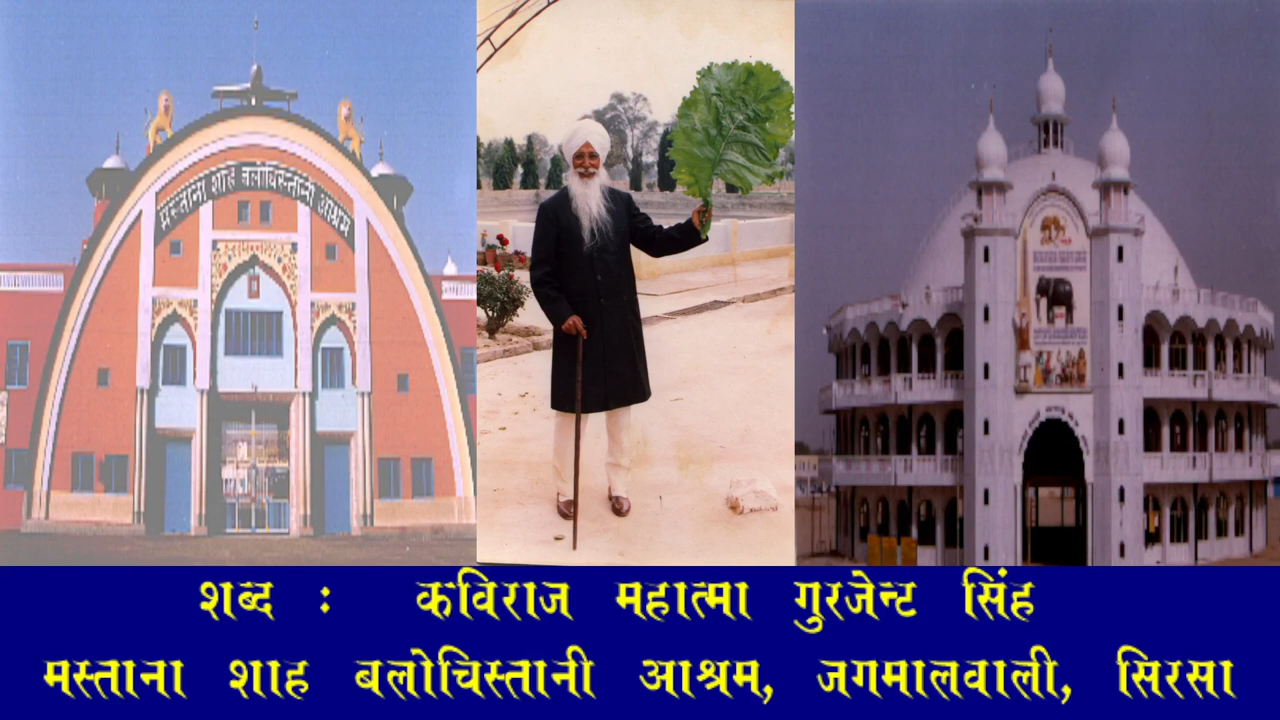 मस्ताना शाह बलोचिस्तानी आश्रम
शब्द : कविराज महात्मा गुरजेन्ट सिंह
मस्ताना शाह बलोचिस्तानी आश्रम, जगमालवाली, सिरसा